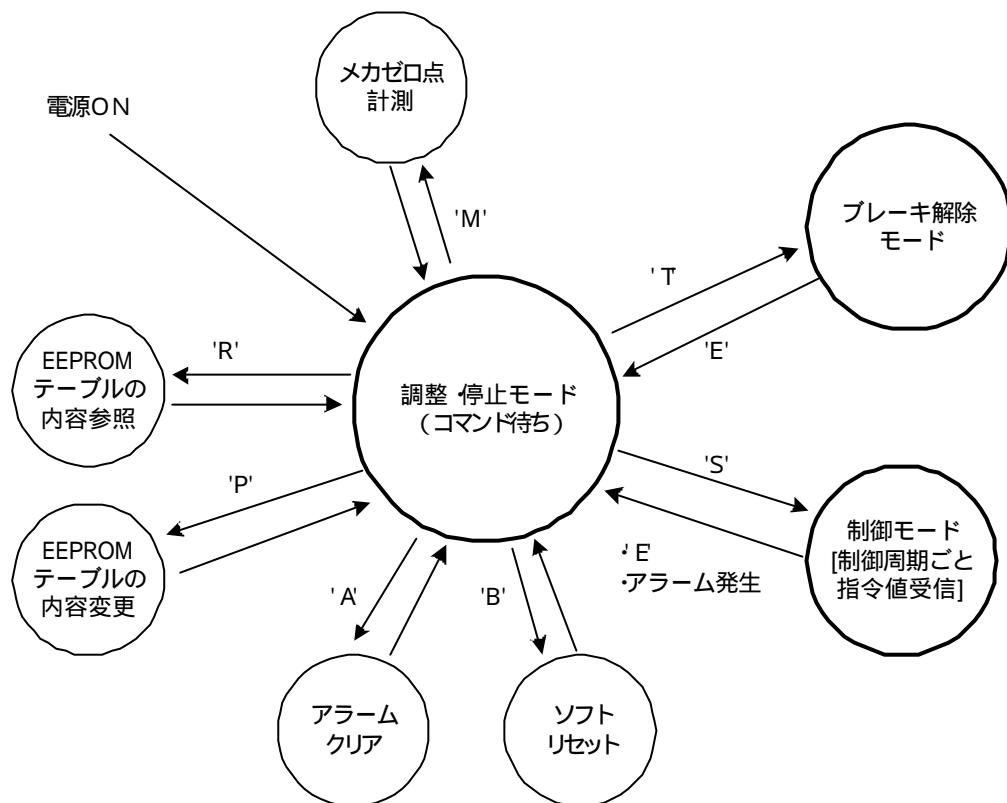 メカゼロ点
計測
電源ON
'M'
ブレーキ解除
モード
'T'
'E'
'R'
EEPROM
テーブルの
内容参照
調整・停止モード
(コマンド待ち)
'S'
'P'
制御モード
[制御周期ごと
指令値受信]
・'E'
・アラーム発生
EEPROM
テーブルの
内容変更
'A'
'B'
アラーム
クリア
ソフト
リセット